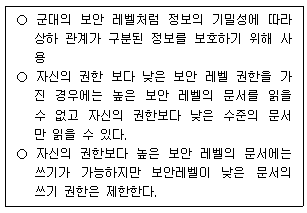 ○ 군대의 보안 레벨처럼 정보의 기밀성에 따라
상하 관계가 구분된 정보를 보호하기 위해 사
용
○ 자신의 권한 보다 낮은 보안 레벨 권한을 가
진 경우에는 높은 보안 레벨의 문서를 읽을
수 없고 자신의 권한보다 낮은 수준의 문서
만 읽을 수 있다.
○ 자신의 권한보다 높은 보안 레벨의 문서에는
쓰기가 가능하지만 보안레벨이 낮은 문서의
쓰기 권한은 제한한다.